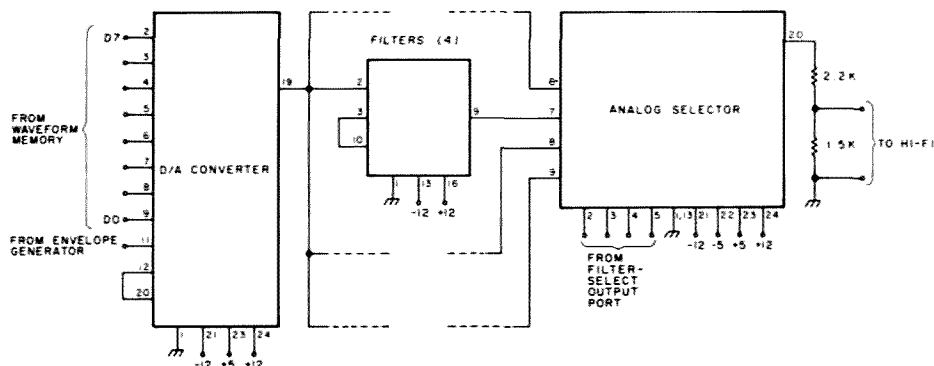 D7
2
3
4
5
6
7
8
D0
9
FROM
WAVEFORM
MEMORY
FROM ENVELOPE
GENERATOR
11
12
20
D/A CONVERTER
19
1
21
23
24
-12
+5
+12
FILTERS (4)
2
3
10
9
1
13
16
-12
+12
6
7
8
9
ANALOG SELECTOR
20
2.2K
1.5K
TO HI-FI
2
3
4
5
1,13
21
22
23
24
-12
-5
+5
+12
FROM
FILTER-
SELECT
OUTPUT
PORT